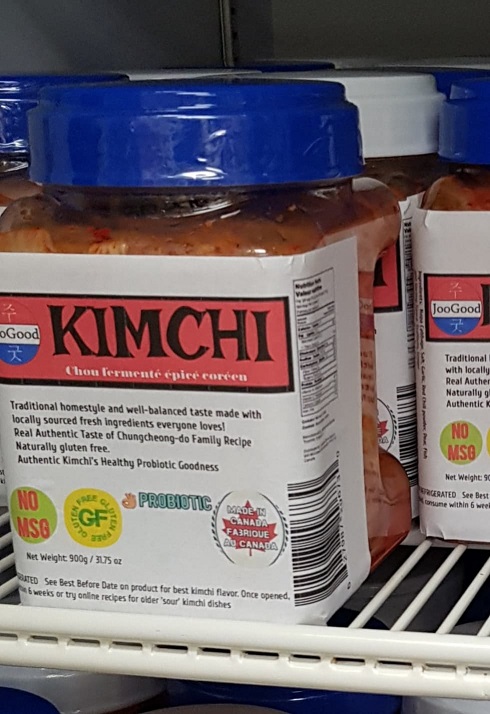 주
JooGood
굿
KIMCHI
Chou fermenté épicé coréen
Traditional homestyle and well-balanced taste made with
locally sourced fresh ingredients everyone loves!
Real Authentic Taste of Chungcheong-do Family Recipe
Naturally gluten free.
Authentic Kimchi's Healthy Probiotic Goodness
NO
MSG
GLUTEN FREE GLUTEN FREE
GF
PROBIOTIC
MADE IN
CANADA
FABRIQUÉ
AU CANADA
Net Weight: 900g / 31.75 oz
See Best Before Date on product for best kimchi flavor. Once opened,
6 weeks or try online recipes for older 'sour' kimchi dishes
주
JooGood
굿
Traditional
with locally
Real Authen
Naturally gl
Authentic K
NO
MSG
Net Weight: 90
See Best
consume within 6 week